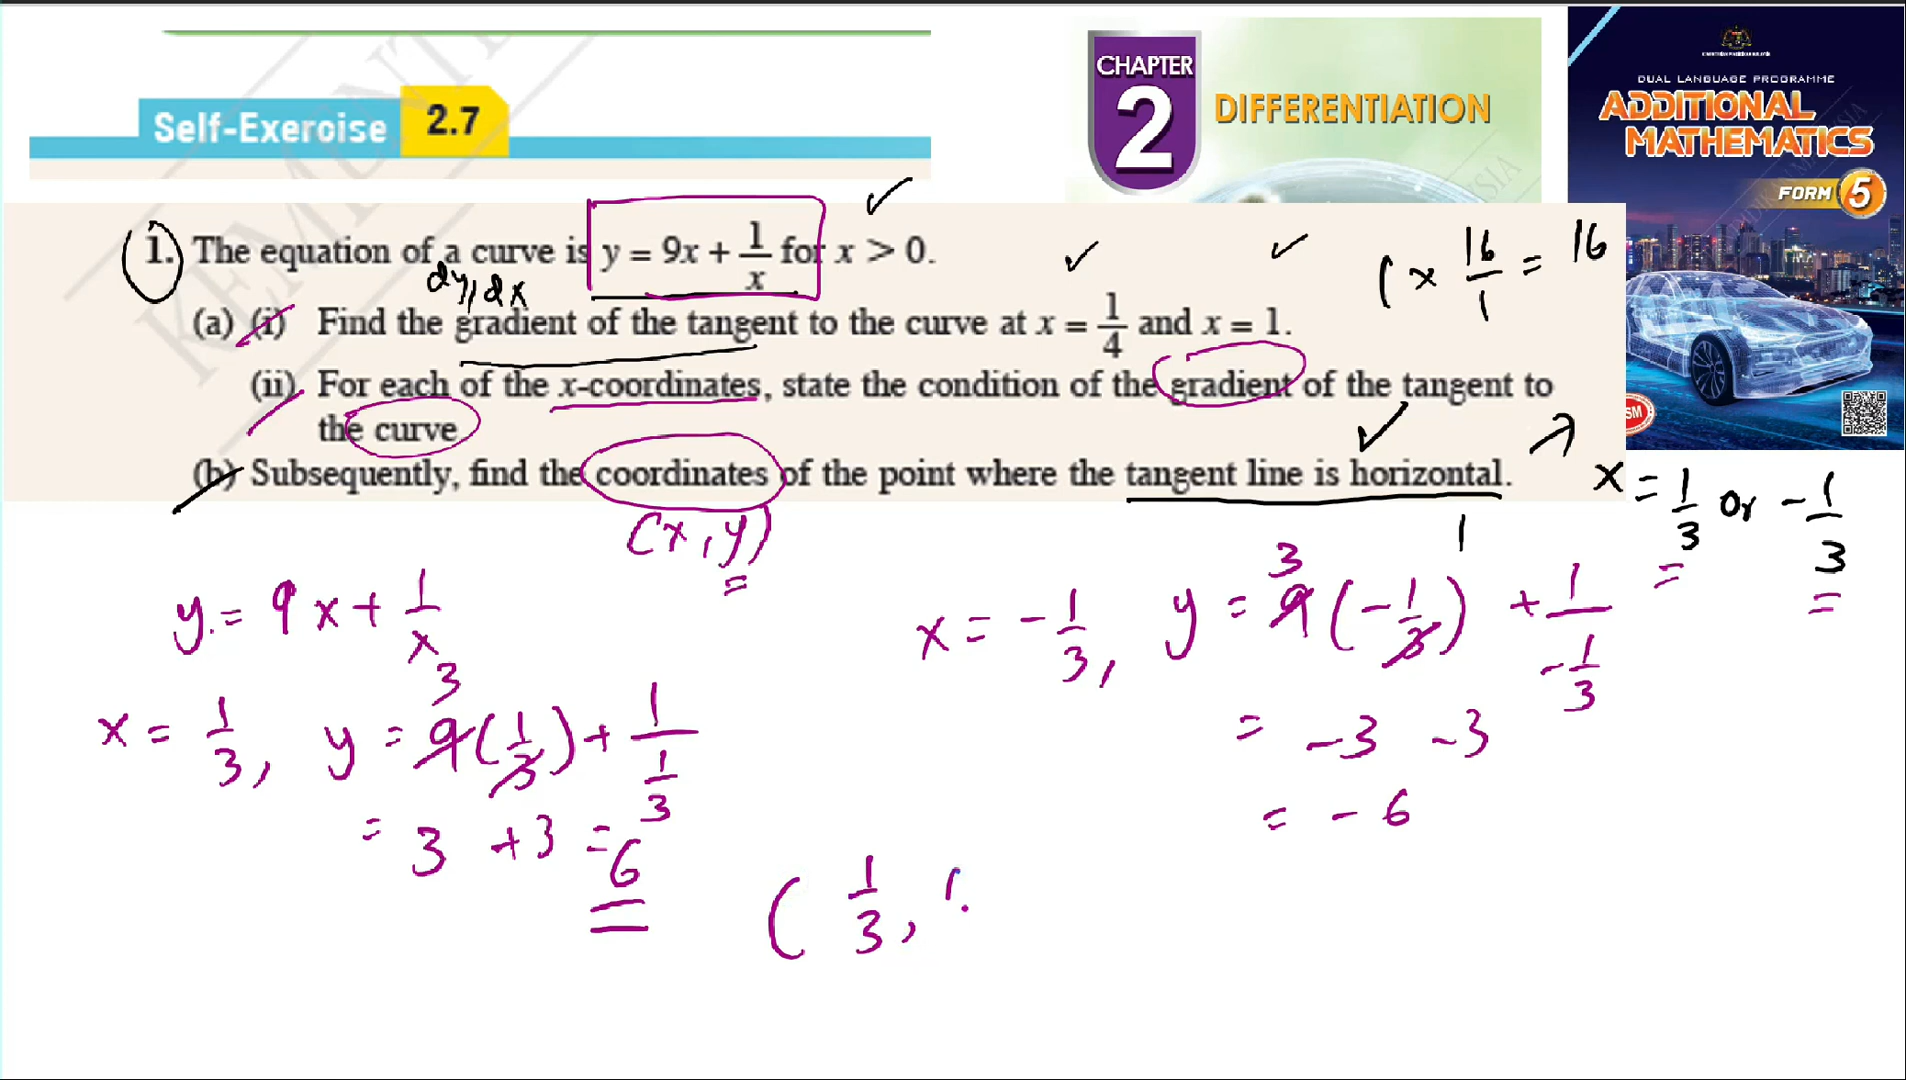 CHAPTER
2
DIFFERENTIATION
DUAL LANGUAGE PROGRAMME
ADDITIONAL
MATHEMATICS
FORM 5
Self-Exercise 2.7
1. The equation of a curve is y = 9x + 1/x for x > 0.
dy/dx
(a) (i) Find the gradient of the tangent to the curve at x = 1/4 and x = 1.
1 × 16/1 = 16
(ii) For each of the x-coordinates, state the condition of the gradient of the tangent to
the curve
(b) Subsequently, find the coordinates of the point where the tangent line is horizontal.
(x, y)
x = 1/3 or -1/3
y = 9x + 1/x
x = 1/3, y = 9(1/3) + 1/(1/3)
3
= 3 + 3 = 6
x = -1/3, y = 9(-1/3) + 1/(-1/3)
3
1
= -3 -3
= -6
( 1/3,